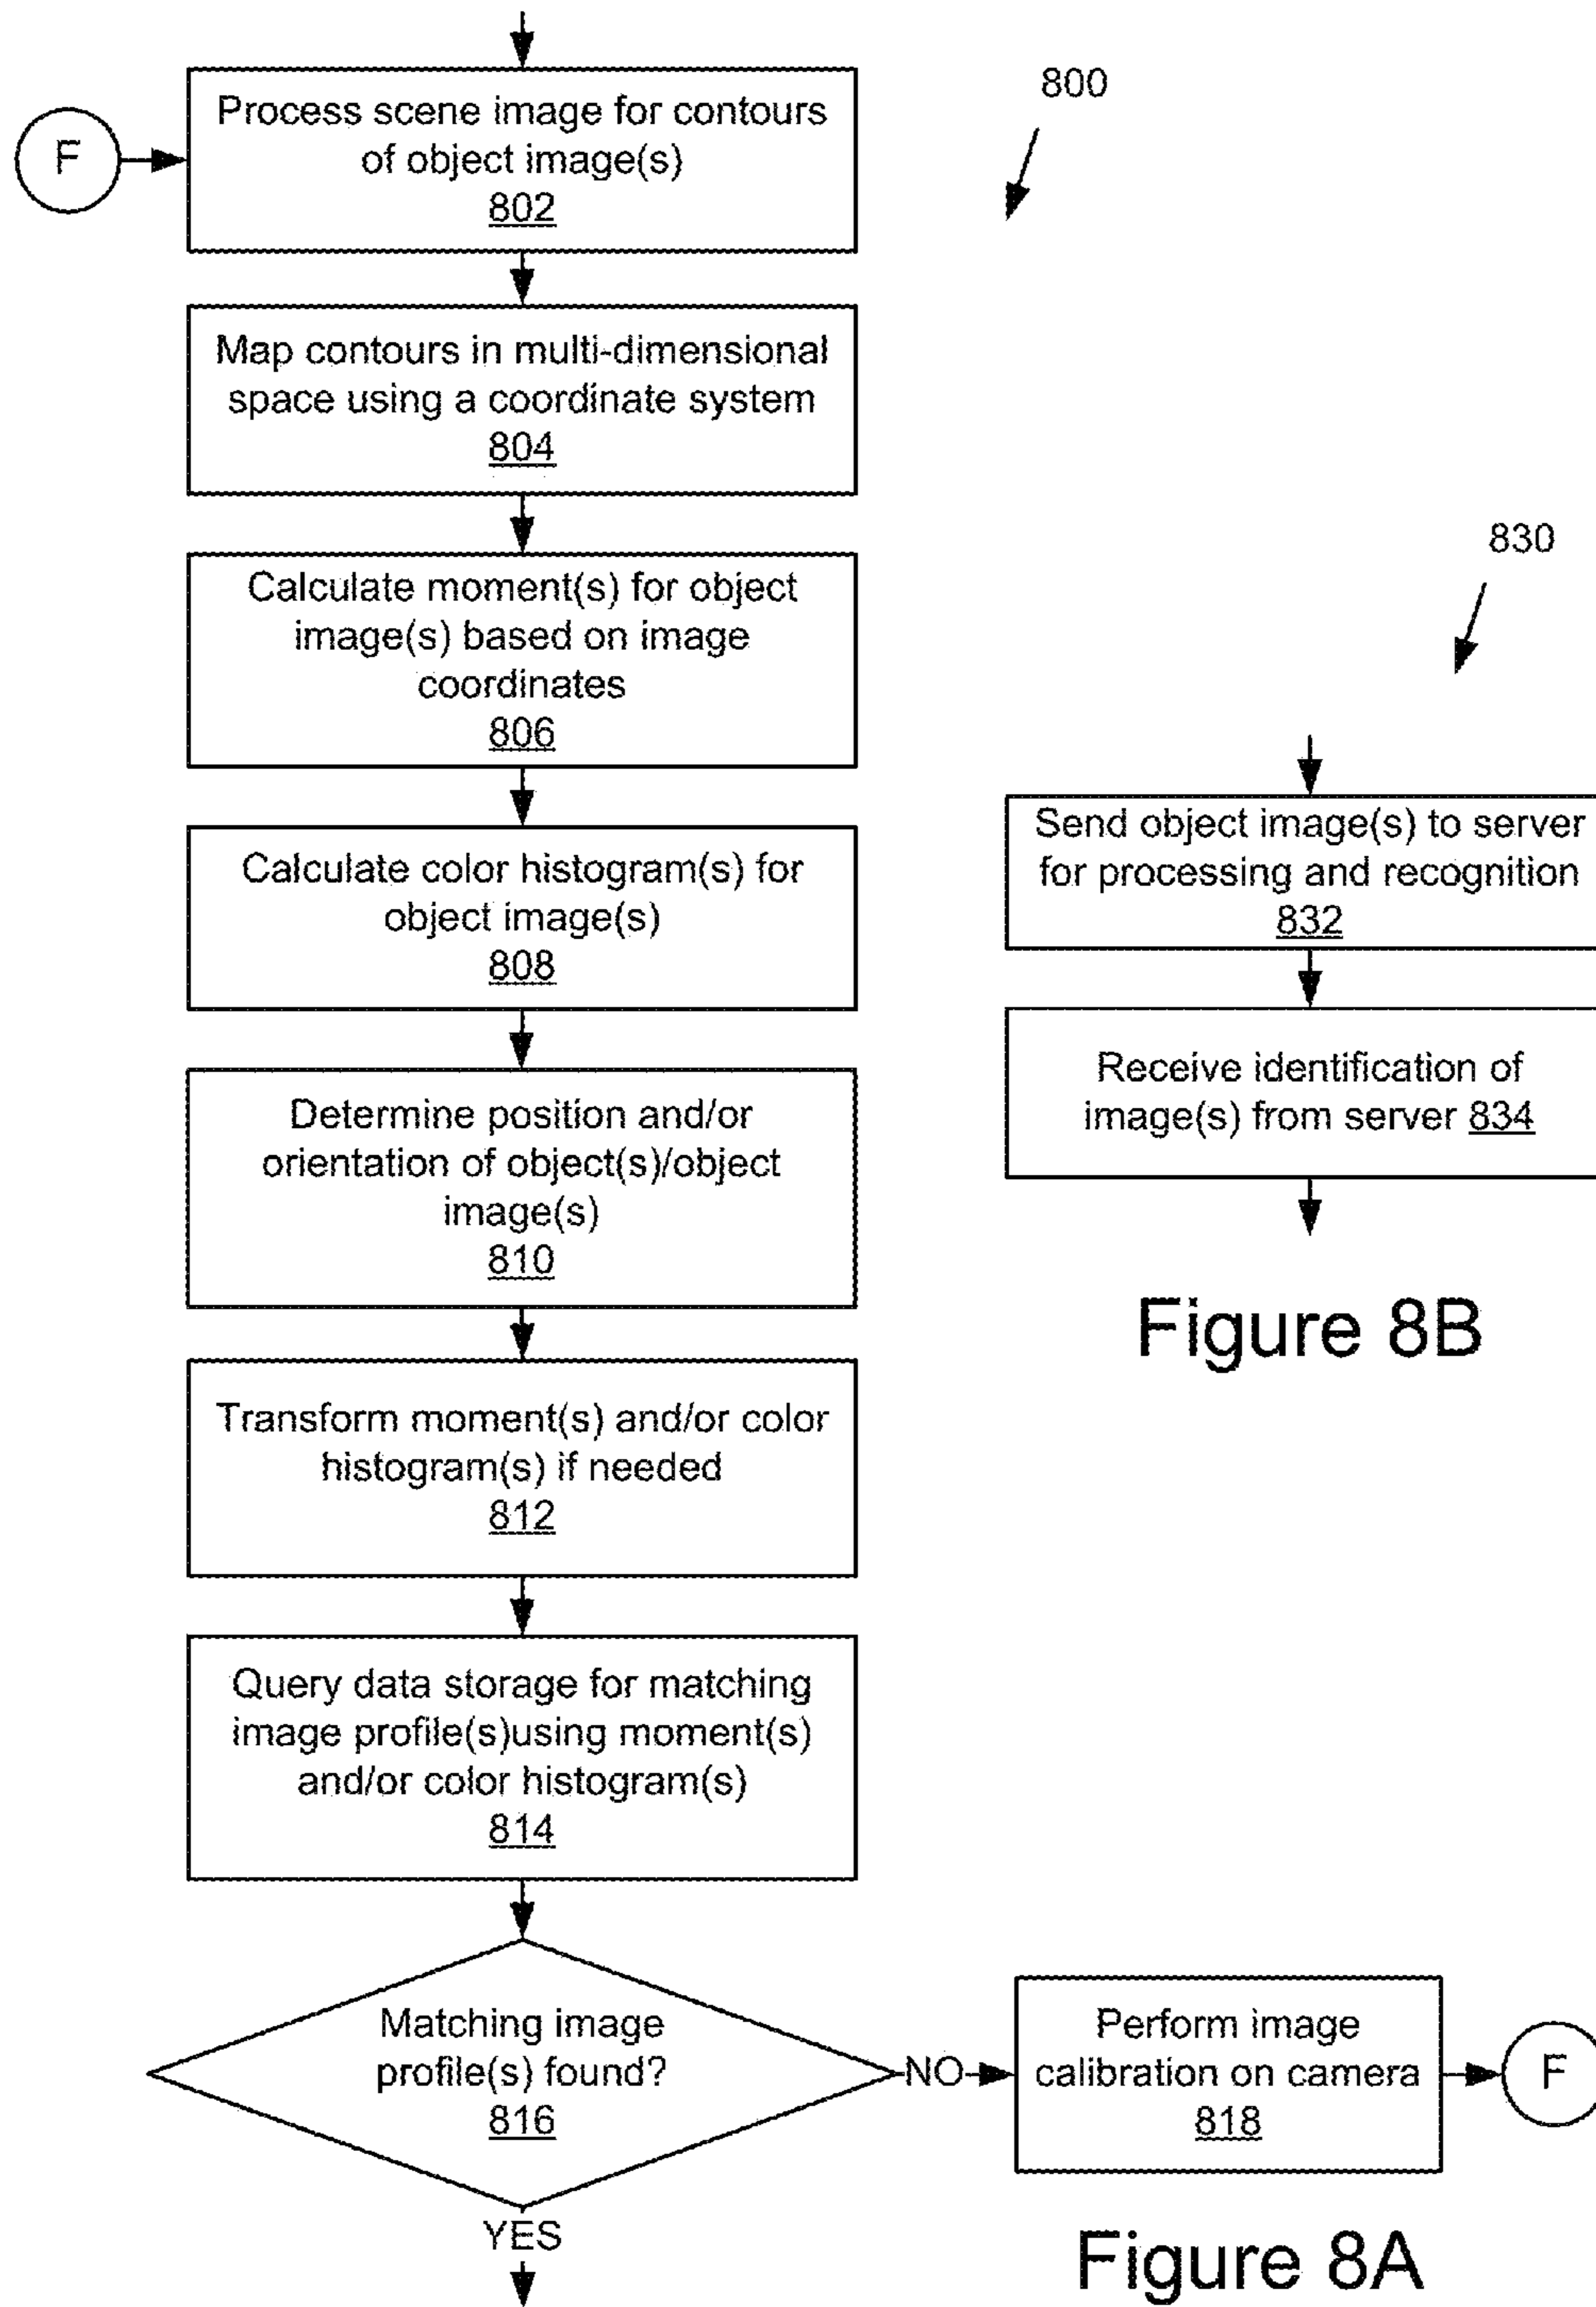 800
F
Process scene image for contours
of object image(s)
802
Map contours in multi-dimensional
space using a coordinate system
804
Calculate moment(s) for object
image(s) based on image
coordinates
806
Calculate color histogram(s) for
object image(s)
808
Determine position and/or
orientation of object(s)/object
image(s)
810
Transform moment(s) and/or color
histogram(s) if needed
812
Query data storage for matching
image profile(s)using moment(s)
and/or color histogram(s)
814
Matching image
profile(s) found?
816
NO
Perform image
calibration on camera
818
F
YES
Figure 8A
830
Send object image(s) to server
for processing and recognition
832
Receive identification of
image(s) from server 834
Figure 8B